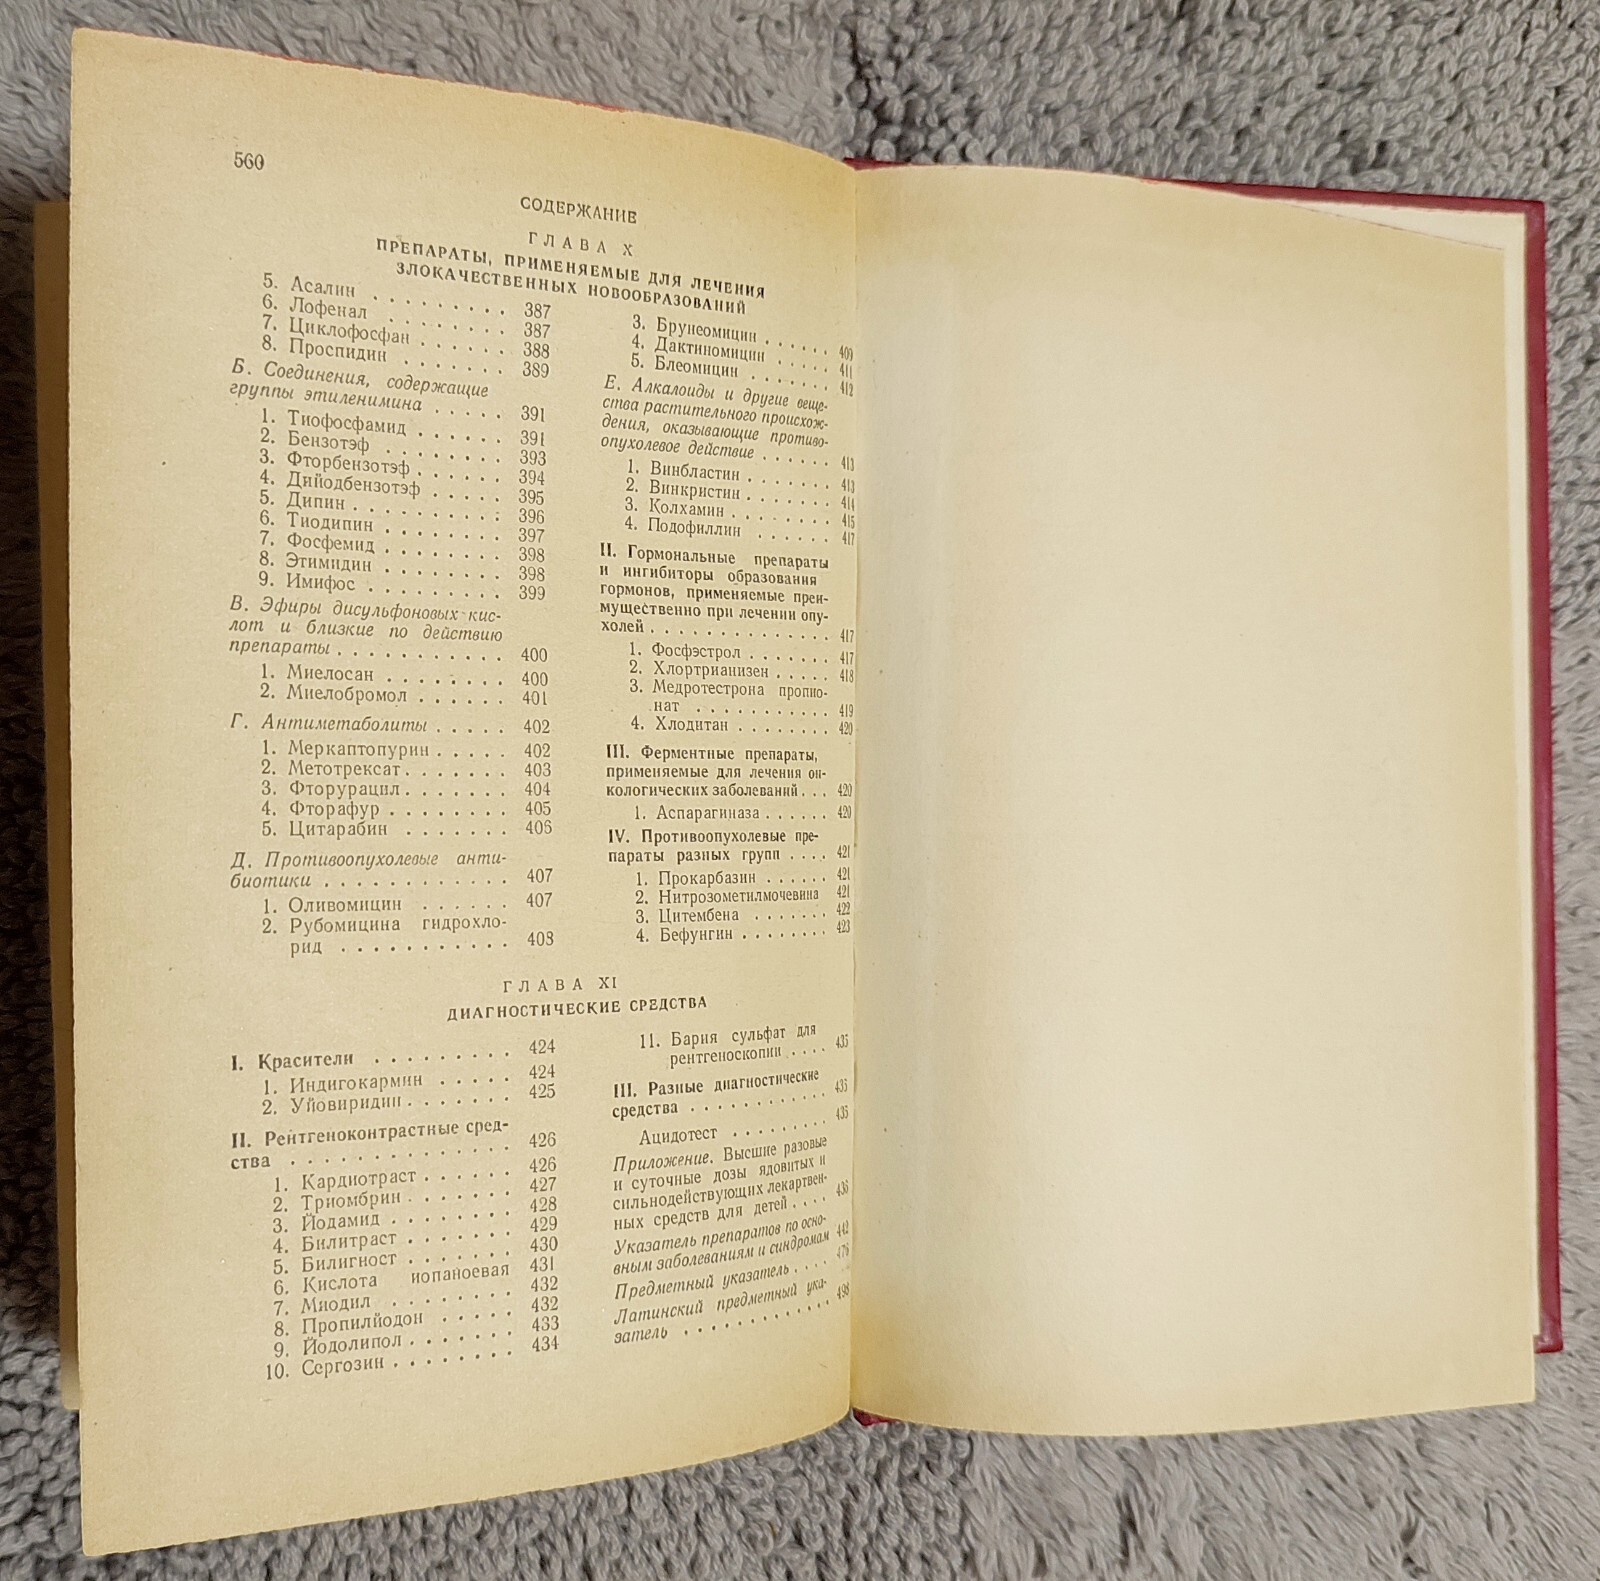 560
СОДЕРЖАНИЕ
ГЛАВА X
ПРЕПАРАТЫ, ПРИМЕНЯЕМЫЕ ДЛЯ ЛЕЧЕНИЯ
ЗЛОКАЧЕСТВЕННЫХ НОВООБРАЗОВАНИЙ
5. Асалин . . . . . . . . . 387
6. Лофенал . . . . . . . . 387
7. Циклофосфан . . . . . . 388
8. Проспидин . . . . . . 389
Б. Соединения, содержащие
группы этиленимина . . . . . 391
1. Тиофосфамид . . . . . . 391
2. Бензотэф . . . . . . . . 393
3. Фторбензотэф . . . . . . 394
4. Дийодбензотэф . . . . . 395
5. Дипин . . . . . . . . . . 396
6. Тиодипин . . . . . . . . 397
7. Фосфемид . . . . . . . . 398
8. Этимидин . . . . . . . . 398
9. Имифос . . . . . . . . . 399
В. Эфиры дисульфоновых кис-
лот и близкие по действию
препараты . . . . . . . . . . . 400
1. Миелосан . . . . . . . . 400
2. Миелобромол . . . . . . 401
Г. Антиметаболиты . . . . . 402
1. Меркаптопурин . . . . . 402
2. Метотрексат . . . . . . . 403
3. Фторурацил . . . . . . . 404
4. Фторафур . . . . . . . . 405
5. Цитарабин . . . . . . . 406
Д. Противоопухолевые анти-
биотики . . . . . . . . . . . . 407
1. Оливомицин . . . . . . 407
2. Рубомицина гидрохло-
рид . . . . . . . . . . . 408
3. Брунеомицин . . . . . . 409
4. Дактиномицин . . . . . 411
5. Блеомицин . . . . . . . 412
Е. Алкалоиды и другие веще-
ства растительного происхож-
дения, оказывающие противо-
опухолевое действие . . . . . . 413
1. Винбластин . . . . . . . 413
2. Винкристин . . . . . . . 414
3. Колхамин . . . . . . . . 415
4. Подофиллин . . . . . . 417
II. Гормональные препараты
и ингибиторы образования
гормонов, применяемые преи-
мущественно при лечении опу-
холей . . . . . . . . . . . . . . 417
1. Фосфэстрол . . . . . . . 417
2. Хлортрианизен . . . . . 418
3. Медротестрона пропио-
нат . . . . . . . . . . . 419
4. Хлодитан . . . . . . . . 420
III. Ферментные препараты,
применяемые для лечения он-
кологических заболеваний . . . 420
1. Аспарагиназа . . . . . . 420
IV. Противоопухолевые пре-
параты разных групп . . . . 421
1. Прокарбазин . . . . . . 421
2. Нитрозометилмочевина 421
3. Цитембена . . . . . . . 422
4. Бефунгин . . . . . . . . 423
ГЛАВА XI
ДИАГНОСТИЧЕСКИЕ СРЕДСТВА
I. Красители . . . . . . . . . 424
1. Индигокармин . . . . . 424
2. Уйовиридин . . . . . . . 425
II. Рентгеноконтрастные сред-
ства . . . . . . . . . . . . . . 426
1. Кардиотраст . . . . . . 426
2. Триомбрин . . . . . . . 427
3. Йодамид . . . . . . . . 428
4. Билитраст . . . . . . . 429
5. Билигност . . . . . . . 430
6. Кислота иопаноевая 431
7. Миодил . . . . . . . . 432
8. Пропилйодон . . . . . 432
9. Йодолипол . . . . . . . 433
10. Сергозин . . . . . . . . 434
11. Бария сульфат для
рентгеноскопии . . . . 435
III. Разные диагностические
средства . . . . . . . . . . . 435
Ацидотест . . . . . . . . . 435
Приложение. Высшие разовые
и суточные дозы ядовитых и
сильнодействующих лекартвен-
ных средств для детей . . . . 436
Указатель препаратов по осно-
вным заболеваниям и синдромам 442
Предметный указатель . . . . 476
Латинский предметный ука-
затель . . . . . . . . . . . . 498